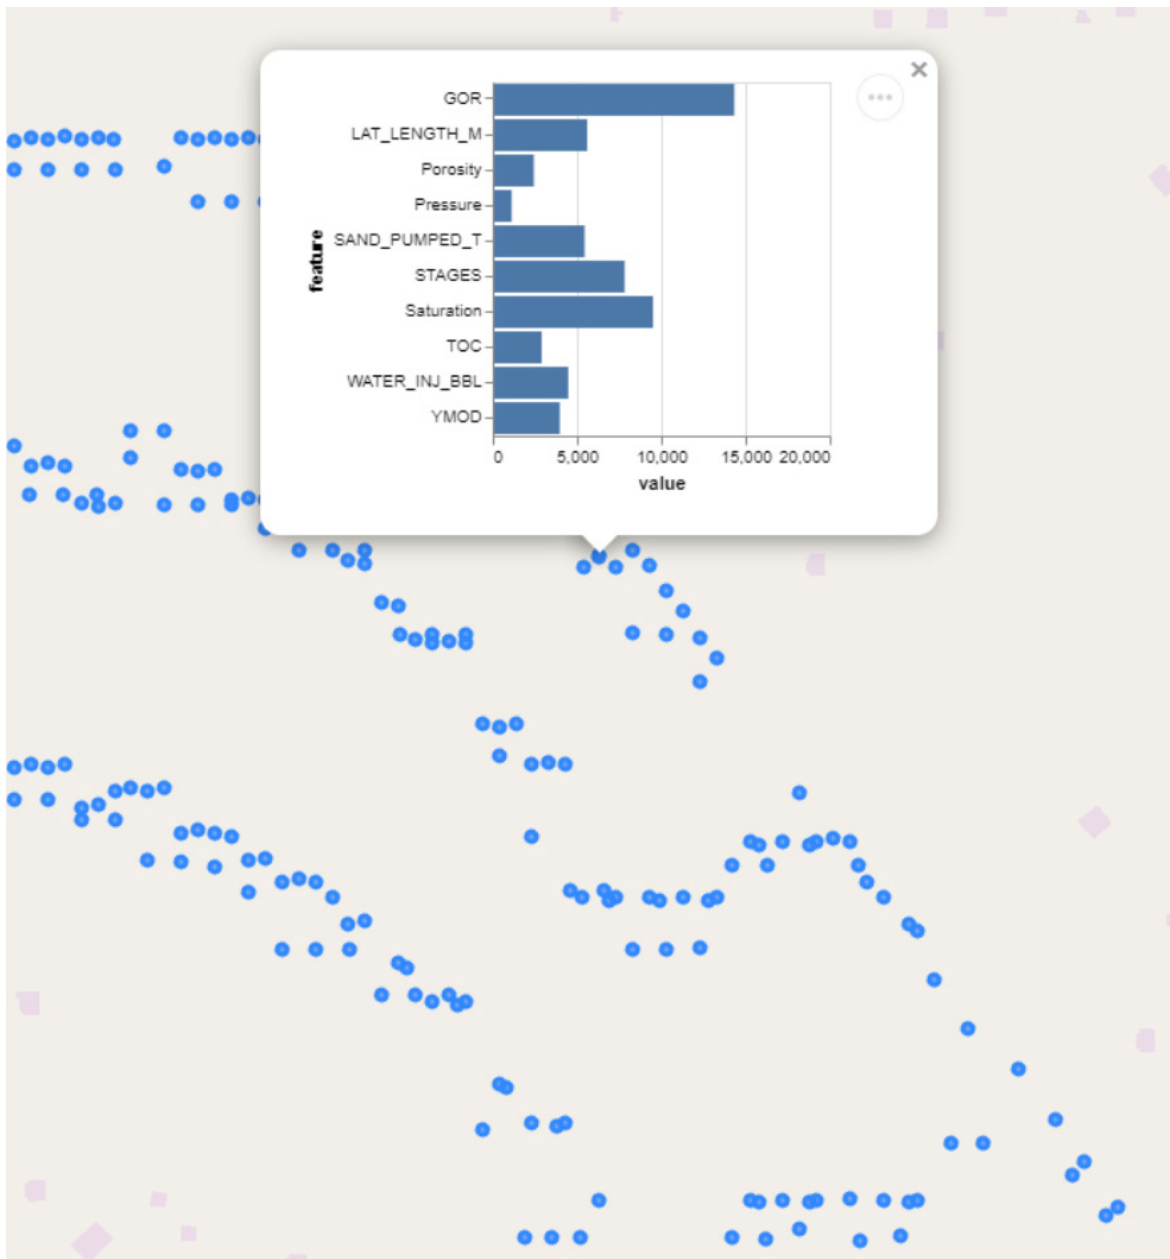 GOR
LAT_LENGTH_M
Porosity
Pressure
SAND_PUMPED_T
STAGES
Saturation
TOC
WATER_INJ_BBL
YMOD
feature
0 5,000 10,000 15,000 20,000
value